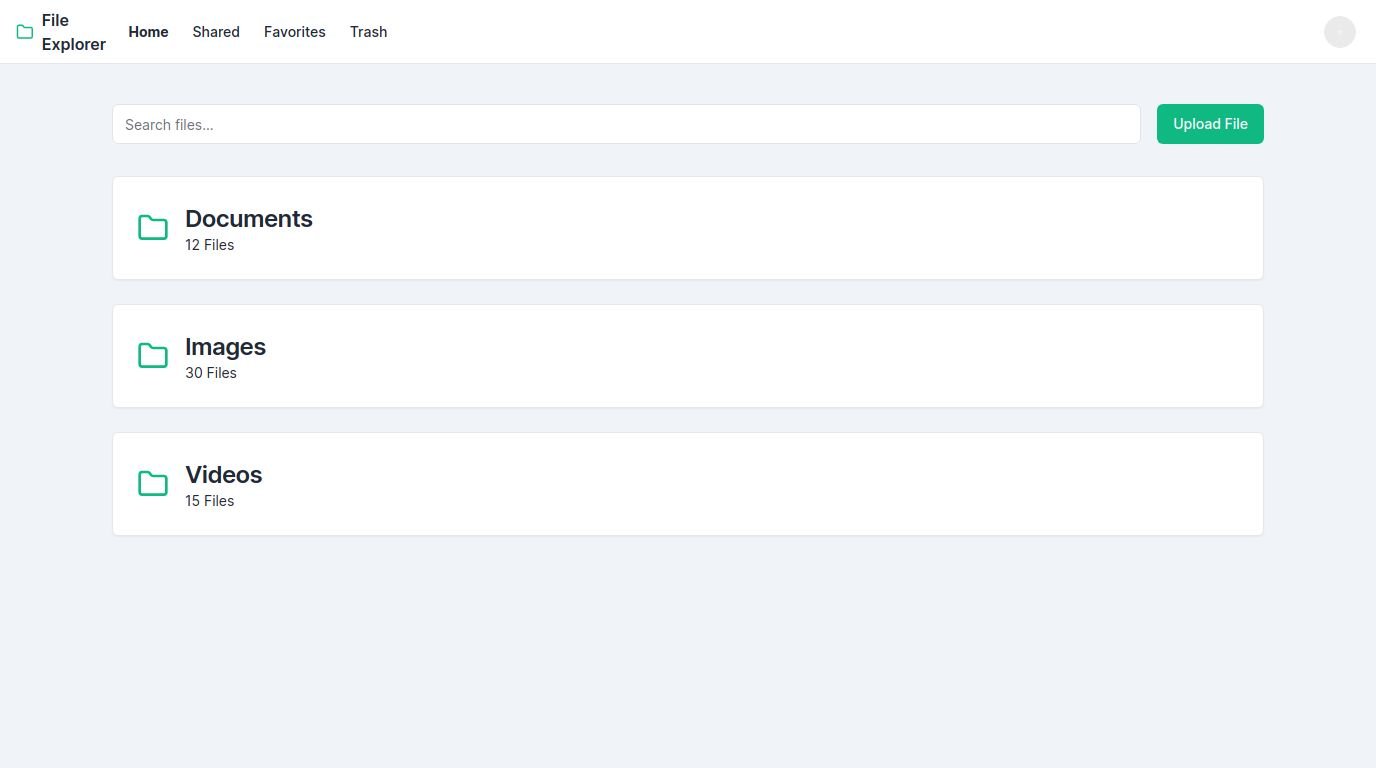 File
Explorer
Home
Shared
Favorites
Trash
Search files...
Upload File
Documents
12 Files
Images
30 Files
Videos
15 Files